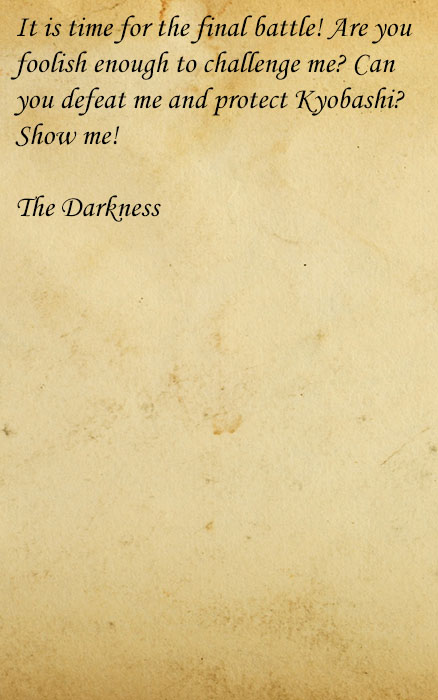 It is time for the final battle! Are you
foolish enough to challenge me? Can
you defeat me and protect Kyobashi?
Show me!
The Darkness